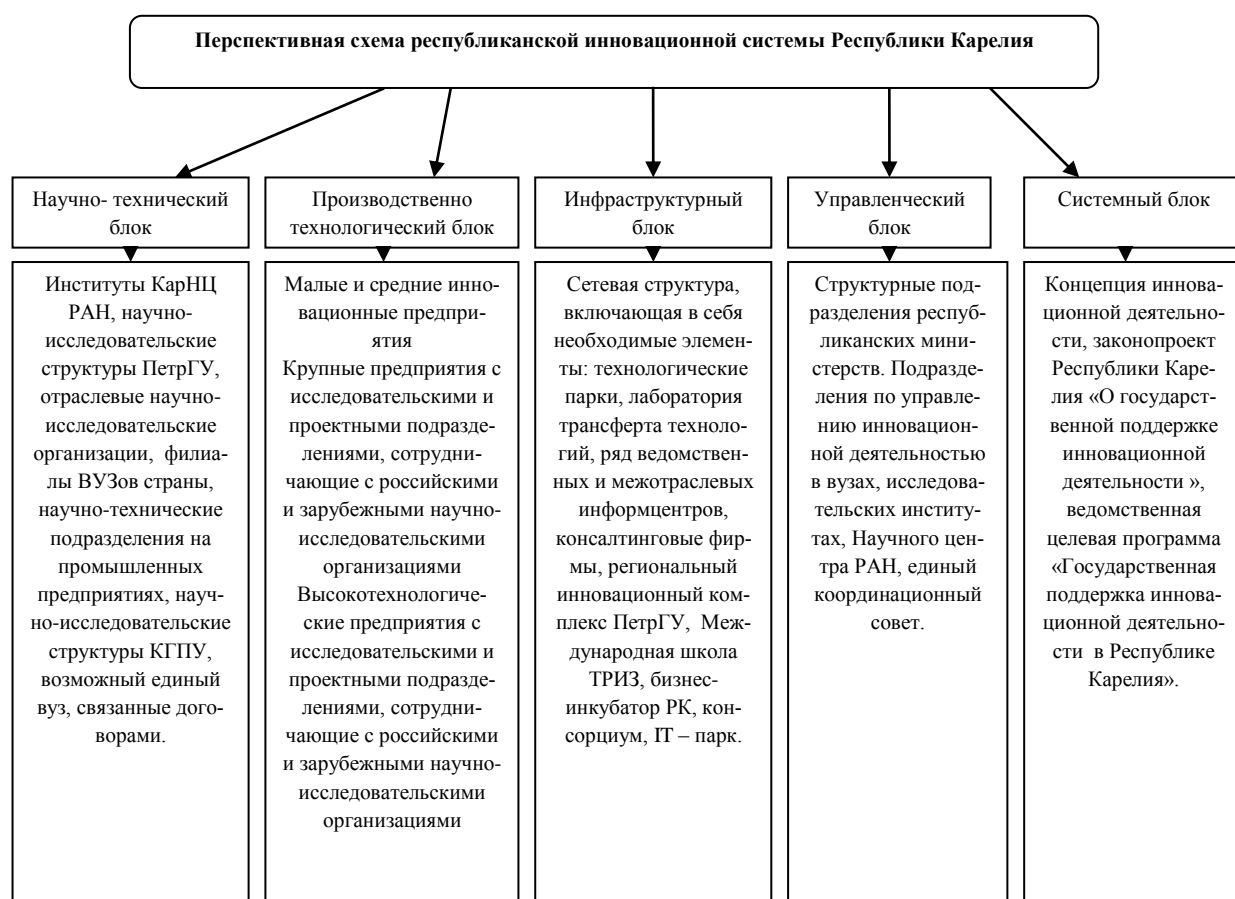 Перспективная схема республиканской инновационной системы Республики Карелия
Научно- технический
блок
Производственно
технологический блок
Инфраструктурный
блок
Управленческий
блок
Системный блок
Институты КарНЦ
РАН, научно-
исследовательские
структуры ПетрГУ,
отраслевые научно-
исследовательские
организации, филиа-
лы ВУЗов страны,
научно-технические
подразделения на
промышленных
предприятиях, науч-
но-исследовательские
структуры КГПУ,
возможный единый
вуз, связанные дого-
ворами.
Малые и средние инно-
вационные предпри-
ятия
Крупные предприятия с
исследовательскими и
проектными подразде-
лениями, сотрудни-
чающие с российскими
и зарубежными научно-
исследовательскими
организациями
Высокотехнологиче-
ские предприятия с
исследовательскими и
проектными подразде-
лениями, сотрудни-
чающие с российскими
и зарубежными научно-
исследовательскими
организациями
Сетевая структура,
включающая в себя
необходимые элемен-
ты: технологические
парки, лаборатория
трансферта техноло-
гий, ряд ведомствен-
ных и межотраслевых
информцентров,
консалтинговые фир-
мы, региональный
инновационный ком-
плекс ПетрГУ, Меж-
дународная школа
ТРИЗ, бизнес-
инкубатор РК, кон-
сорциум, IT – парк.
Структурные под-
разделения респуб-
ликанских мини-
стерств. Подразде-
ления по управле-
нию инновацион-
ной деятельностью
в вузах, исследова-
тельских институ-
тах, Научного цен-
тра РАН, единый
координационный
совет.
Концепция иннова-
ционной деятельно-
сти, законопроект
Республики Каре-
лия «О государст-
венной поддержке
инновационной
деятельности »,
ведомственная
целевая программа
«Государственная
поддержка иннова-
ционной деятельно-
сти в Республике
Карелия».